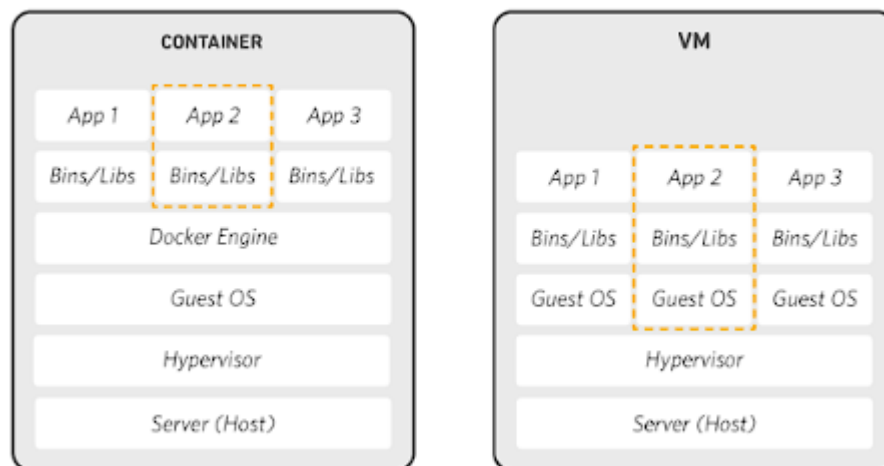 CONTAINER
App 1 App 2 App 3
Bins/Libs Bins/Libs Bins/Libs
Docker Engine
Guest OS
Hypervisor
Server (Host)
VM
App 1 App 2 App 3
Bins/Libs Bins/Libs Bins/Libs
Guest OS Guest OS Guest OS
Hypervisor
Server (Host)